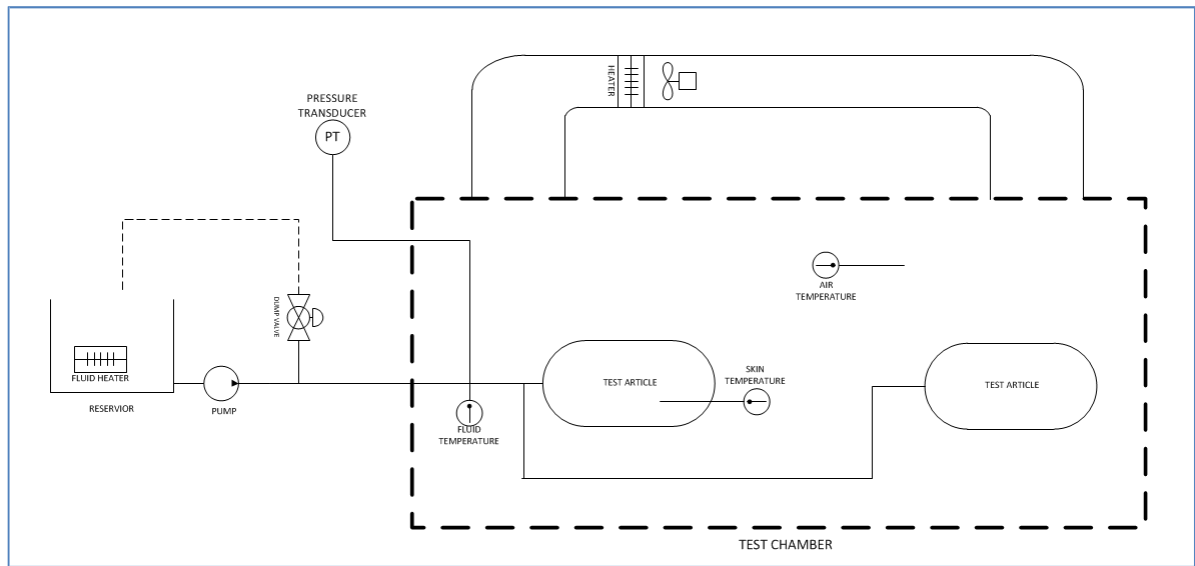 HEATER
PRESSURE
TRANSDUCER
PT
AIR
TEMPERATURE
DUMP VALVE
FLUID HEATER
RESERVIOR
PUMP
FLUID
TEMPERATURE
TEST ARTICLE
SKIN
TEMPERATURE
TEST ARTICLE
TEST CHAMBER